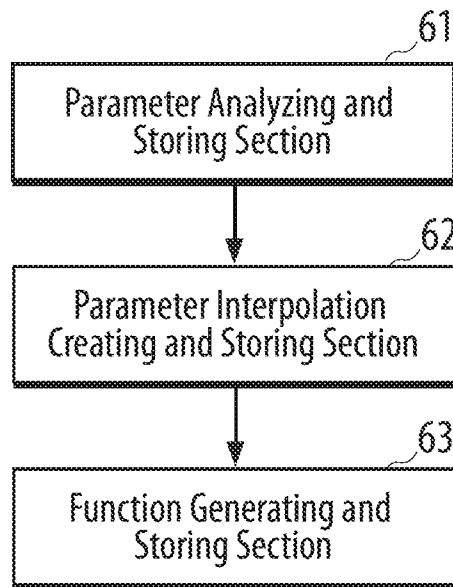 61
Parameter Analyzing and
Storing Section
62
Parameter Interpolation
Creating and Storing Section
63
Function Generating and
Storing Section